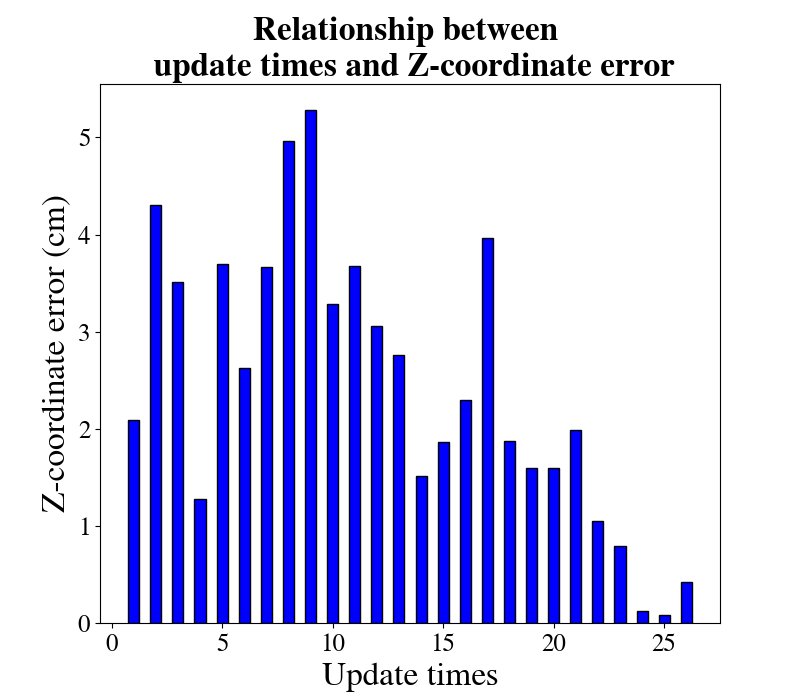 Relationship between
update times and Z-coordinate error
Z-coordinate error (cm)
5
4
3
2
1
0
0 5 10 15 20 25
Update times